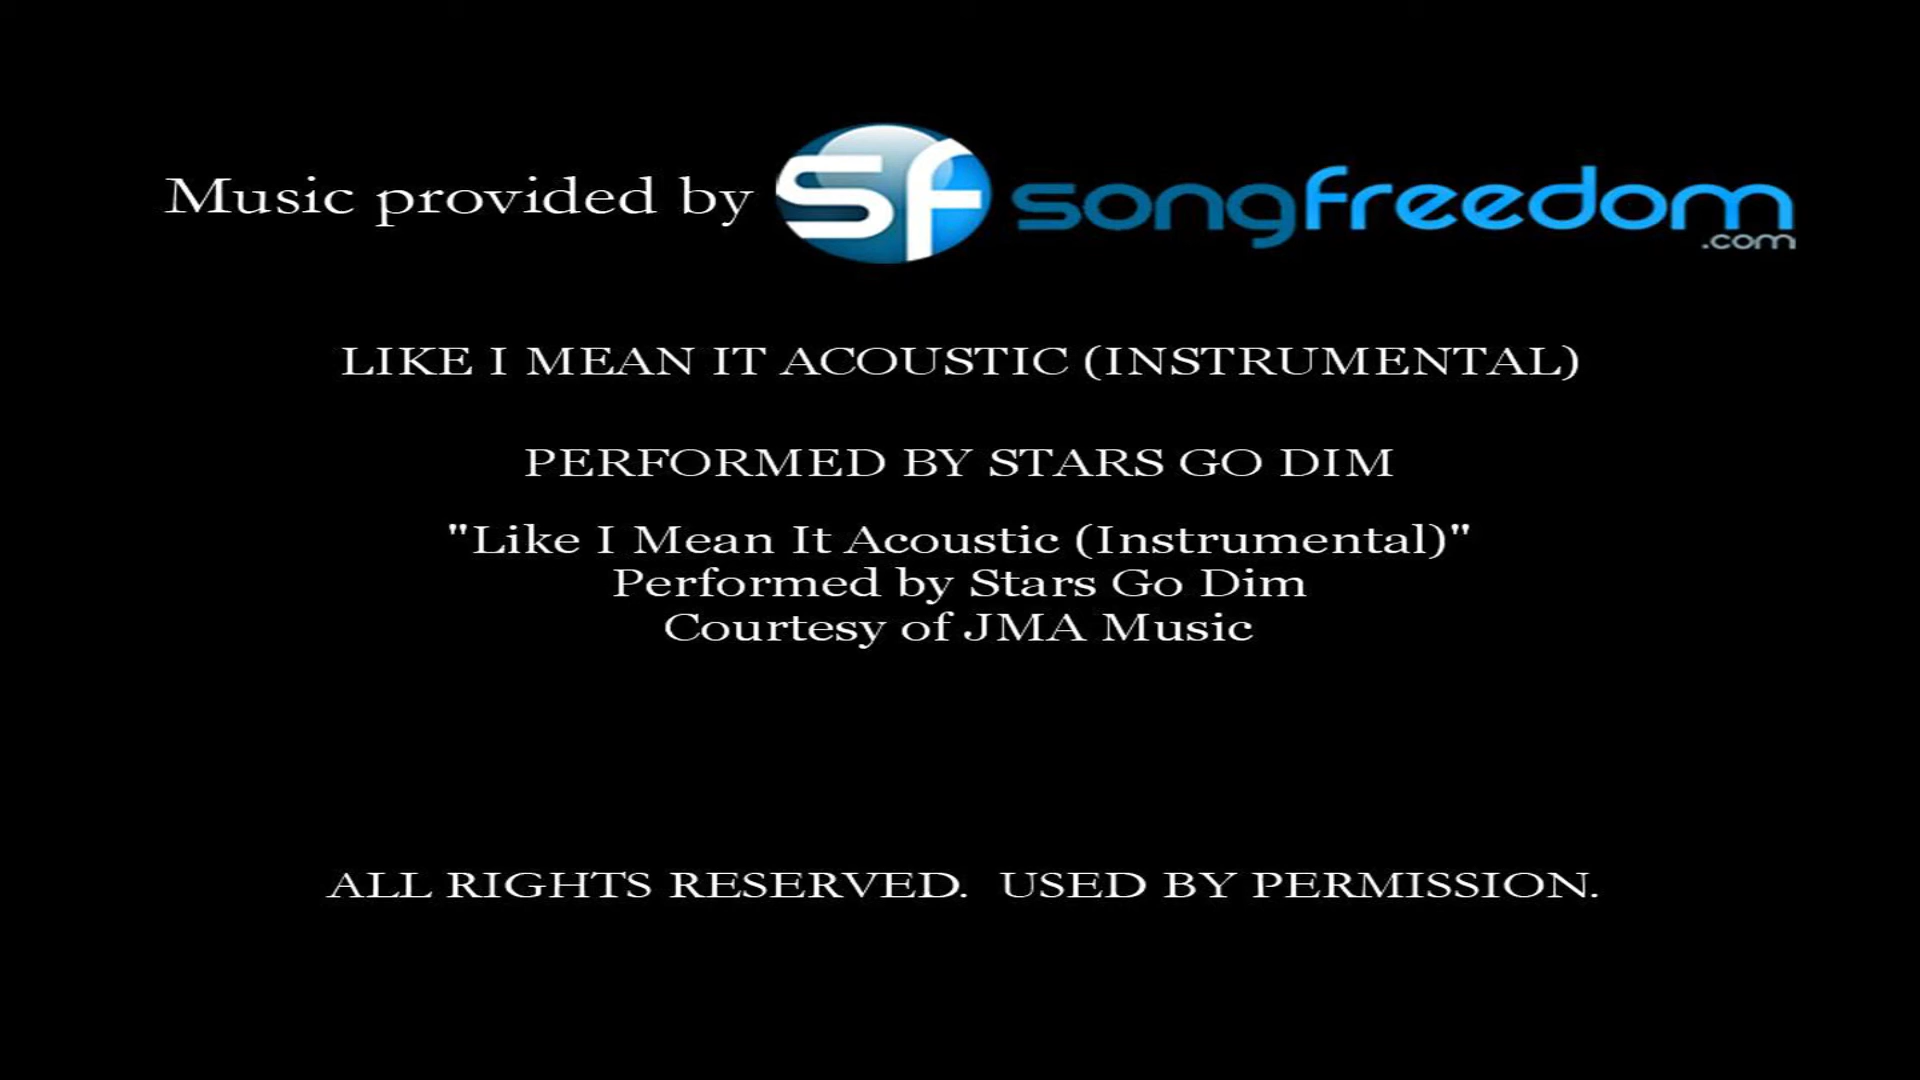 Music provided by sf songfreedom
.com
LIKE I MEAN IT ACOUSTIC (INSTRUMENTAL)
PERFORMED BY STARS GO DIM
"Like I Mean It Acoustic (Instrumental)"
Performed by Stars Go Dim
Courtesy of JMA Music
ALL RIGHTS RESERVED.  USED BY PERMISSION.